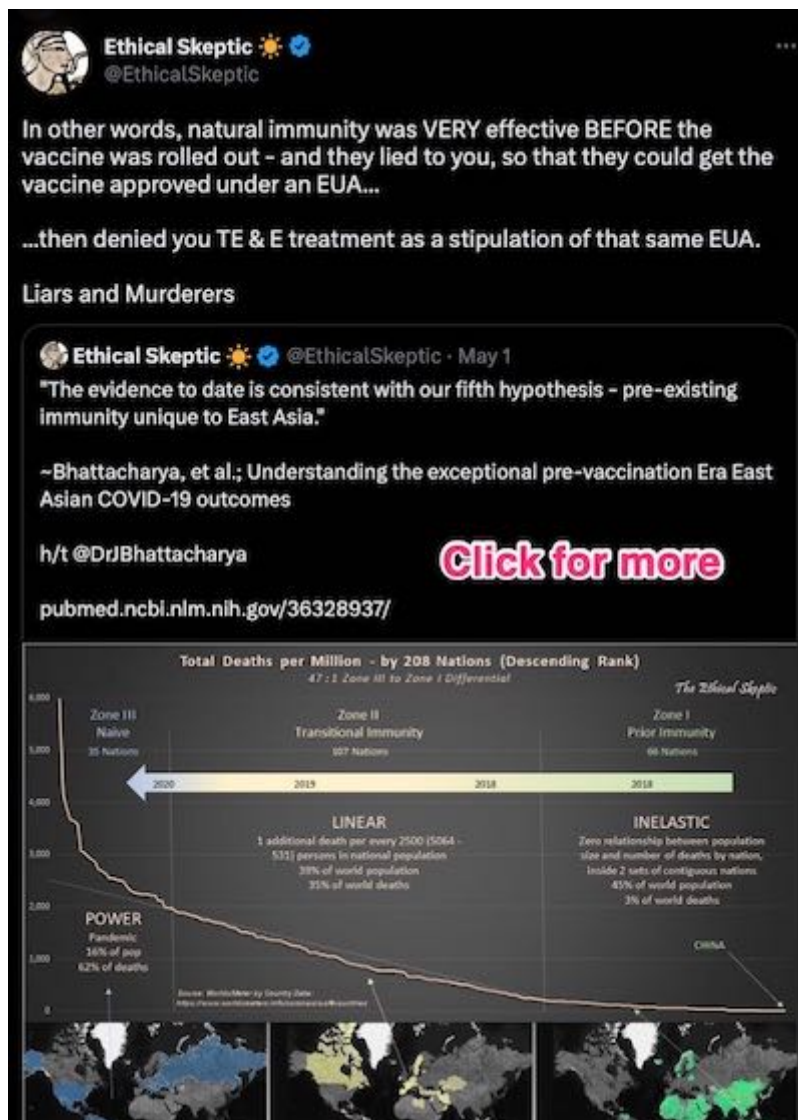 Ethical Skeptic
@EthicalSkeptic
In other words, natural immunity was VERY effective BEFORE the
vaccine was rolled out - and they lied to you, so that they could get the
vaccine approved under an EUA...
...then denied you TE & E treatment as a stipulation of that same EUA.
Liars and Murderers
Ethical Skeptic @EthicalSkeptic · May 1
"The evidence to date is consistent with our fifth hypothesis - pre-existing
immunity unique to East Asia."
~Bhattacharya, et al.; Understanding the exceptional pre-vaccination Era East
Asian COVID-19 outcomes
h/t @DrJBhattacharya
Click for more
pubmed.ncbi.nlm.nih.gov/36328937/
Total Deaths per Million - by 208 Nations (Descending Rank)
47:1 Zone III to Zone I Differential
The Ethical Skeptic
6,000
Zone III
Naive
35 Nations
Zone II
Transitional Immunity
107 Nations
Zone I
Prior Immunity
66 Nations
5,000
2020
2019
2018
2018
4,000
LINEAR
1 additional death per every 2500 (5064 -
531) persons in national population
39% of world population
35% of world deaths
INELASTIC
Zero relationship between population
size and number of deaths by nation,
inside 2 sets of contiguous nations
45% of world population
3% of world deaths
3,000
2,000
POWER
Pandemic
16% of pop
62% of deaths
1,000
CHINA
0